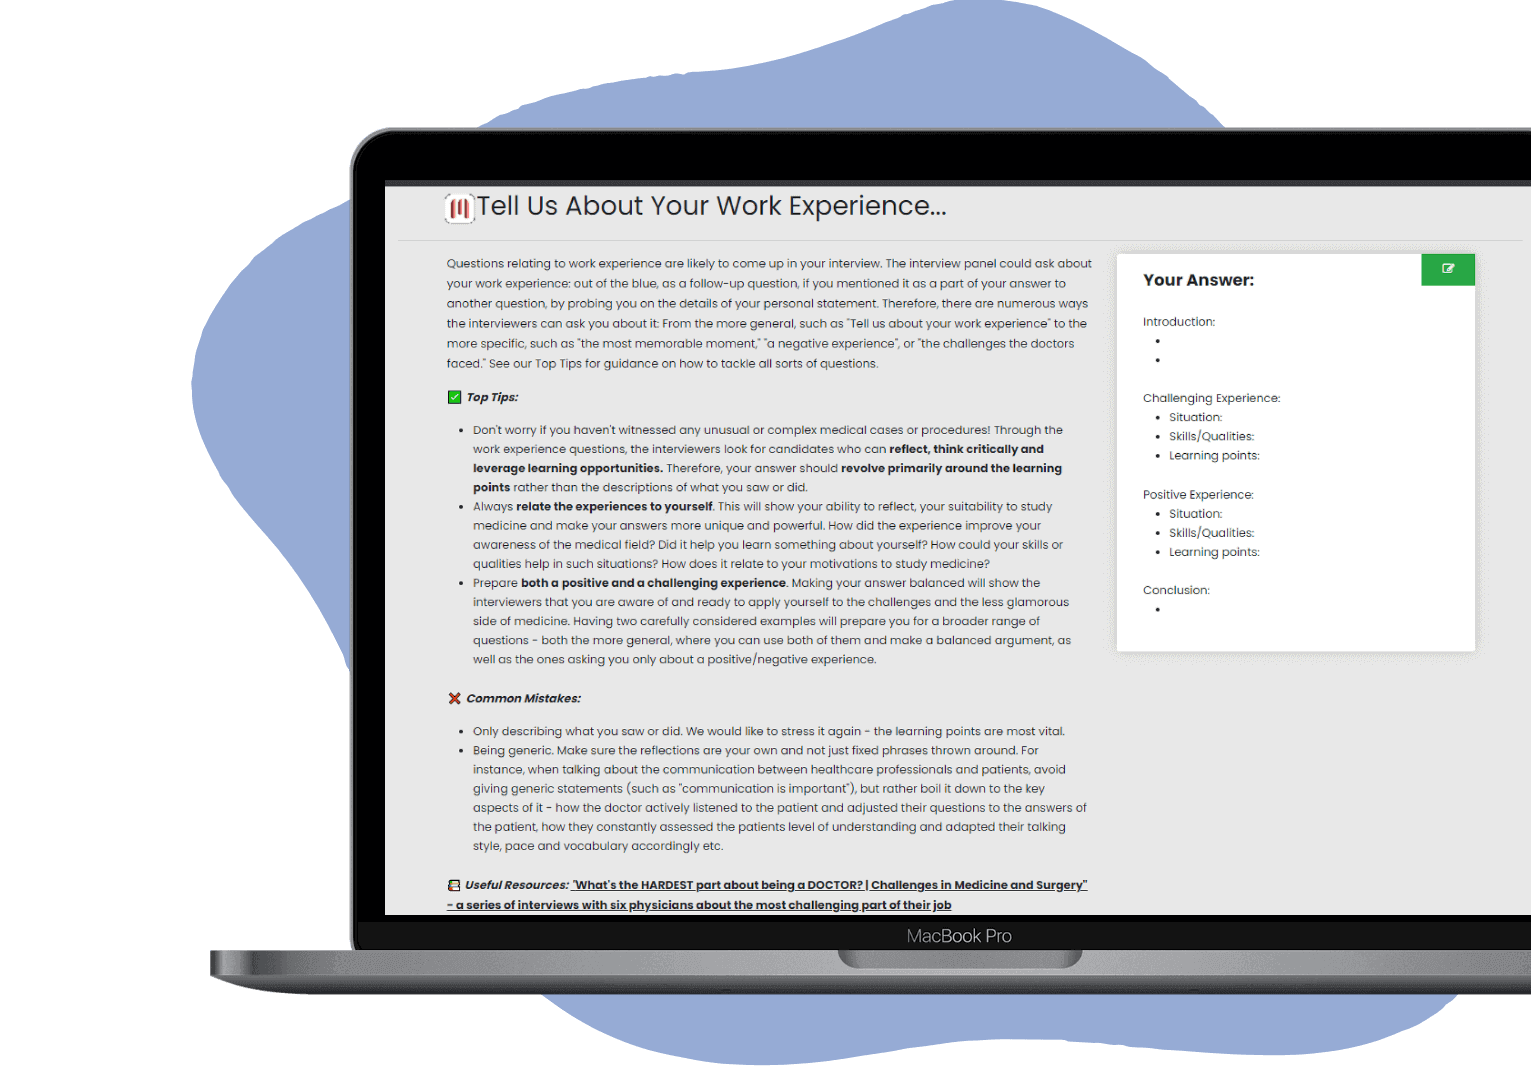 Tell Us About Your Work Experience...
Questions relating to work experience are likely to come up in your interview. The interview panel could ask about
your work experience: out of the blue, as a follow-up question, if you mentioned it as a part of your answer to
another question, by probing you on the details of your personal statement. Therefore, there are numerous ways
the interviewers can ask you about it: From the more general, such as "Tell us about your work experience" to the
more specific, such as "the most memorable moment," "a negative experience", or "the challenges the doctors
faced." See our Top Tips for guidance on how to tackle all sorts of questions.
✅ Top Tips:
• Don't worry if you haven't witnessed any unusual or complex medical cases or procedures! Through the
work experience questions, the interviewers look for candidates who can reflect, think critically and
leverage learning opportunities. Therefore, your answer should revolve primarily around the learning
points rather than the descriptions of what you saw or did.
• Always relate the experiences to yourself. This will show your ability to reflect, your suitability to study
medicine and make your answers more unique and powerful. How did the experience improve your
awareness of the medical field? Did it help you learn something about yourself? How could your skills or
qualities help in such situations? How does it relate to your motivations to study medicine?
• Prepare both a positive and a challenging experience. Making your answer balanced will show the
interviewers that you are aware of and ready to apply yourself to the challenges and the less glamorous
side of medicine. Having two carefully considered examples will prepare you for a broader range of
questions - both the more general, where you can use both of them and make a balanced argument, as
well as the ones asking you only about a positive/negative experience.
❌ Common Mistakes:
• Only describing what you saw or did. We would like to stress it again - the learning points are most vital.
• Being generic. Make sure the reflections are your own and not just fixed phrases thrown around. For
instance, when talking about the communication between healthcare professionals and patients, avoid
giving generic statements (such as "communication is important"), but rather boil it down to the key
aspects of it - how the doctor actively listened to the patient and adjusted their questions to the answers of
the patient, how they constantly assessed the patients level of understanding and adapted their talking
style, pace and vocabulary accordingly etc.
Useful Resources: "What's the HARDEST part about being a DOCTOR? | Challenges in Medicine and Surgery"
- a series of interviews with six physicians about the most challenging part of their job
Your Answer:
Introduction:
•
•
Challenging Experience:
• Situation:
• Skills/Qualities:
• Learning points:
Positive Experience:
• Situation:
• Skills/Qualities:
• Learning points:
Conclusion:
•
MacBook Pro